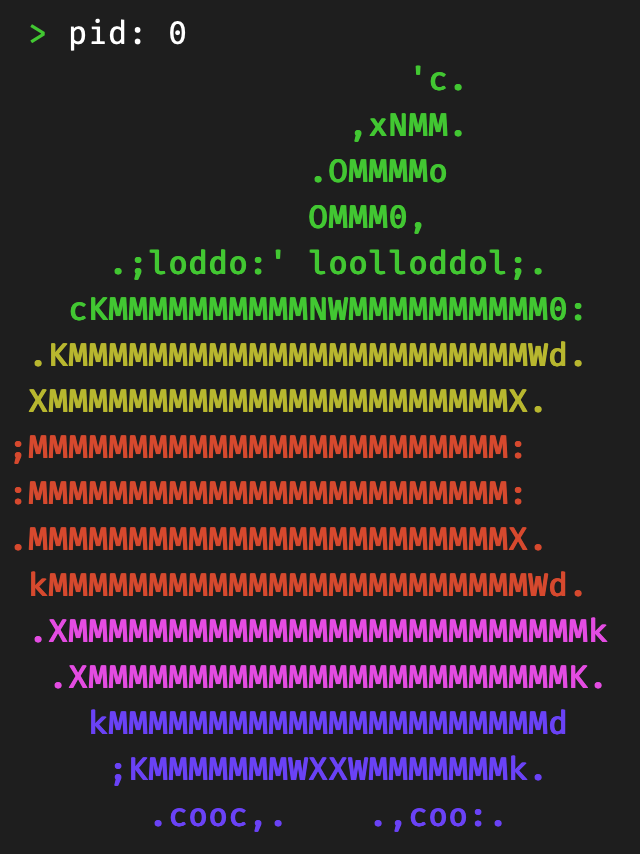 > pid: 0
                    'c.
                 ,xNMM.
               .OMMMMo
               OMMM0,
     .;loddo:' loolloddol;.
   cKMMMMMMMMMMNWMMMMMMMMMM0:
 .KMMMMMMMMMMMMMMMMMMMMMMMWd.
 XMMMMMMMMMMMMMMMMMMMMMMMX.
;MMMMMMMMMMMMMMMMMMMMMMMM:
:MMMMMMMMMMMMMMMMMMMMMMMM:
.MMMMMMMMMMMMMMMMMMMMMMMMX.
 kMMMMMMMMMMMMMMMMMMMMMMMMWd.
 .XMMMMMMMMMMMMMMMMMMMMMMMMMMk
  .XMMMMMMMMMMMMMMMMMMMMMMMMK.
    kMMMMMMMMMMMMMMMMMMMMMMd
     ;KMMMMMMMWXXWMMMMMMMk.
       .cooc,.    .,coo:.